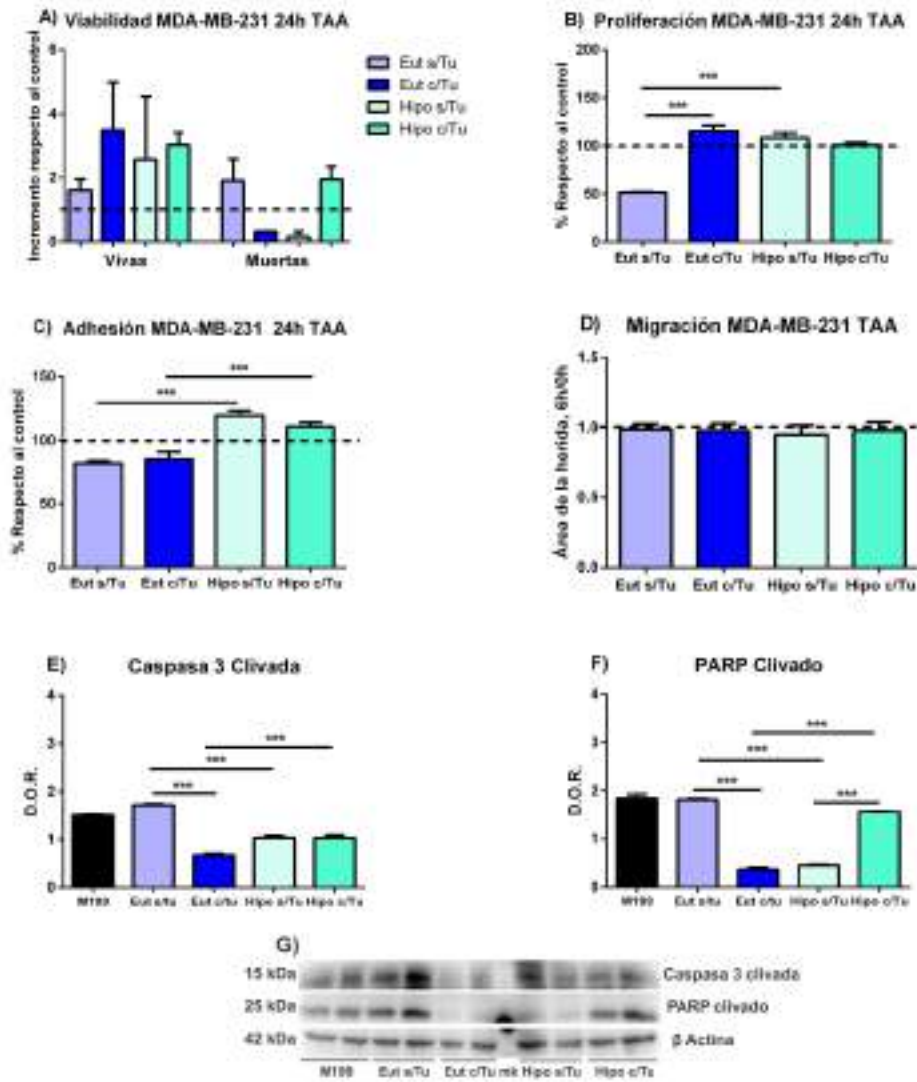 A) Viabilidad MDA-MB-231 24h TAA
Incremento respecto al control
6
4
2
0
Vivas
Muertas
Eut s/Tu
Eut c/Tu
Hipo s/Tu
Hipo c/Tu
B) Proliferación MDA-MB-231 24h TAA
% Respecto al control
200
150
100
50
0
***
***
Eut s/Tu Eut c/Tu Hipo s/Tu Hipo c/Tu
C) Adhesión MDA-MB-231 24h TAA
% Respecto al control
150
100
50
0
***
***
Eut s/Tu Eut c/Tu Hipo s/Tu Hipo c/Tu
D) Migración MDA-MB-231 TAA
Área de la herida, 6h/0h
1.5
1.0
0.5
0.0
Eut s/Tu Eut c/Tu Hipo s/Tu Hipo c/Tu
E) Caspasa 3 Clivada
D.O.R.
4
3
2
1
0
***
***
***
M199 Eut s/tu Eut c/tu Hipo s/Tu Hipo c/Tu
F) PARP Clivado
D.O.R.
4
3
2
1
0
***
***
***
***
M199 Eut s/tu Eut c/tu Hipo s/Tu Hipo c/Tu
G)
15 kDa Caspasa 3 clivada
25 kDa PARP clivado
42 kDa β Actina
M199 Eut s/Tu Eut c/Tu mk Hipo s/Tu Hipo c/Tu